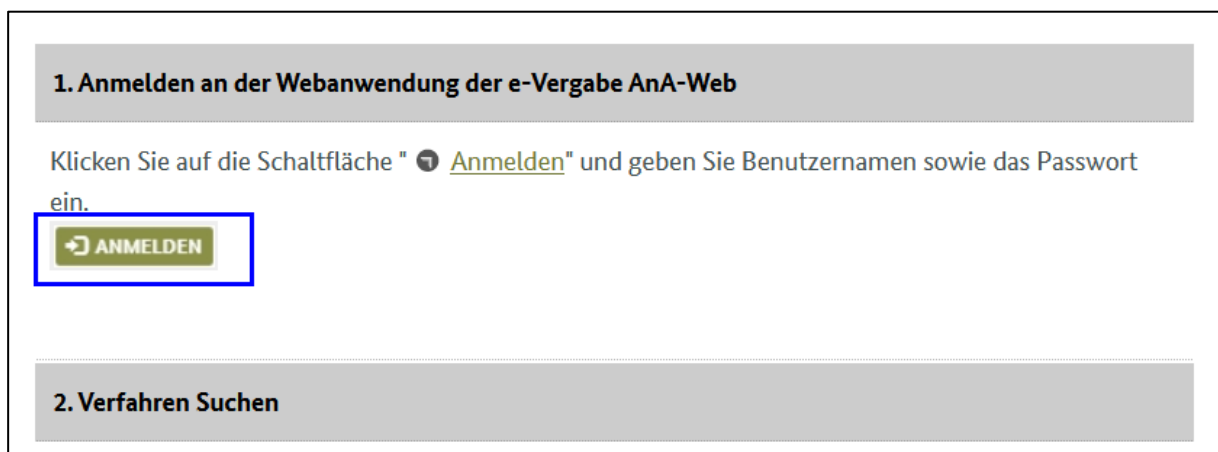 1. Anmelden an der Webanwendung der e-Vergabe AnA-Web
Klicken Sie auf die Schaltfläche " Anmelden" und geben Sie Benutzernamen sowie das Passwort
ein.
ANMELDEN
2. Verfahren Suchen